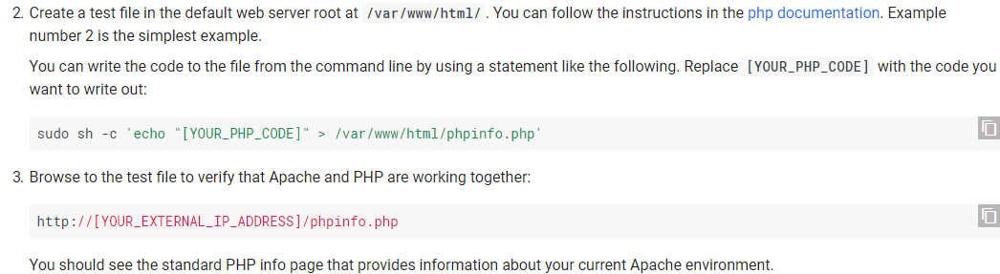 2. Create a test file in the default web server root at /var/www/html/ . You can follow the instructions in the php documentation. Example
number 2 is the simplest example.
You can write the code to the file from the command line by using a statement like the following. Replace [YOUR_PHP_CODE] with the code you
want to write out:
sudo sh -c 'echo "[YOUR_PHP_CODE]" > /var/www/html/phpinfo.php'
3. Browse to the test file to verify that Apache and PHP are working together:
http://[YOUR_EXTERNAL_IP_ADDRESS]/phpinfo.php
You should see the standard PHP info page that provides information about your current Apache environment.